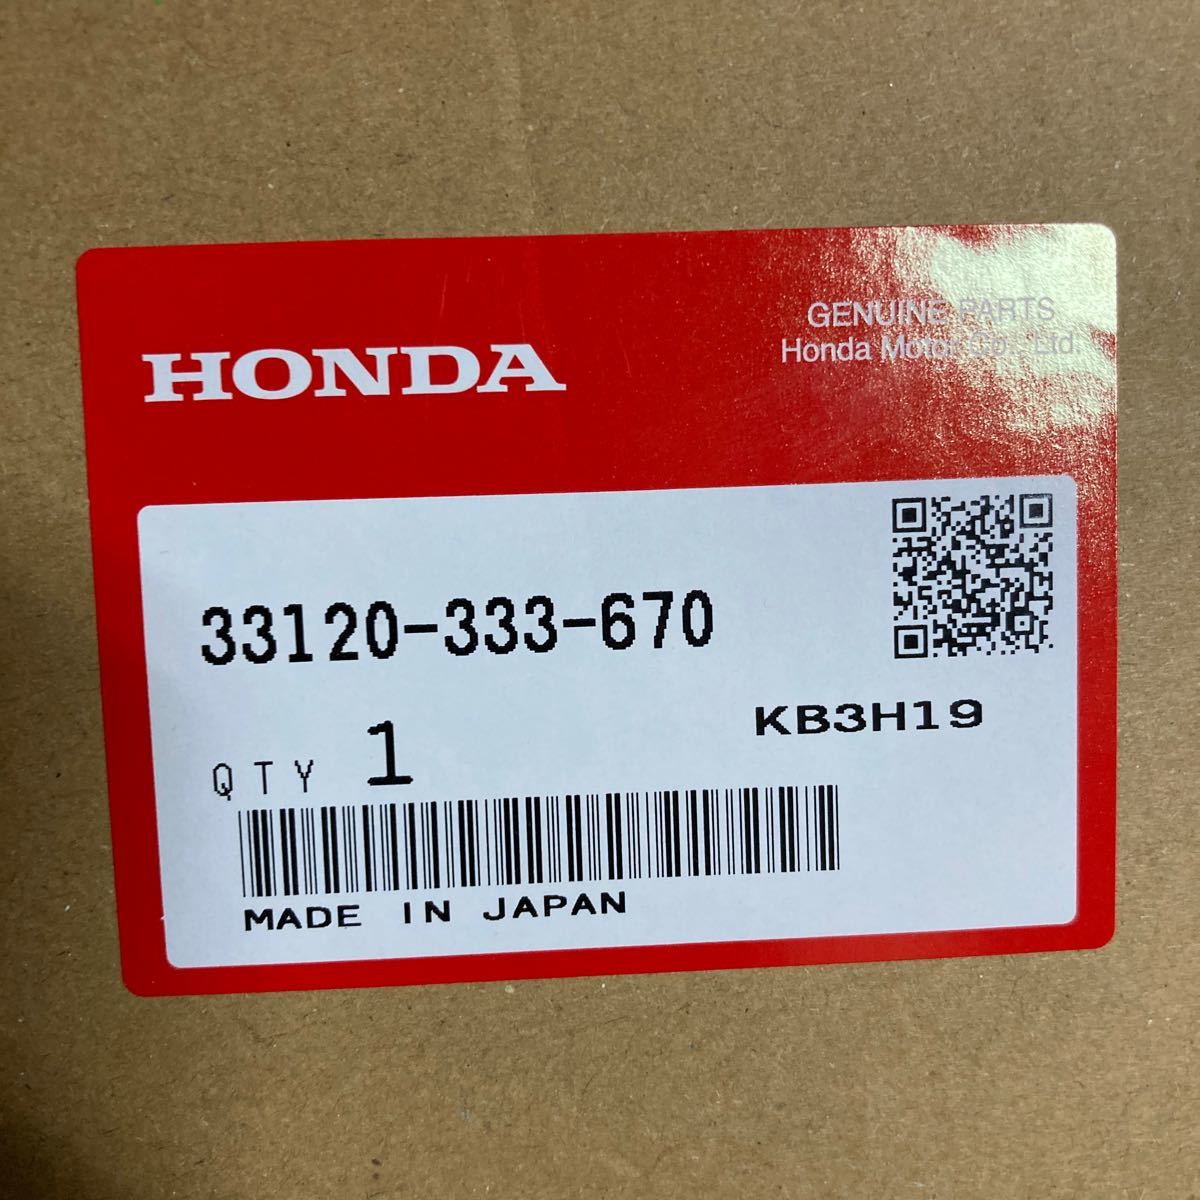 GENUINE PARTS
Honda Motor Co., Ltd.
HONDA
33120-333-670
KB3H19
QTY 1
MADE IN JAPAN